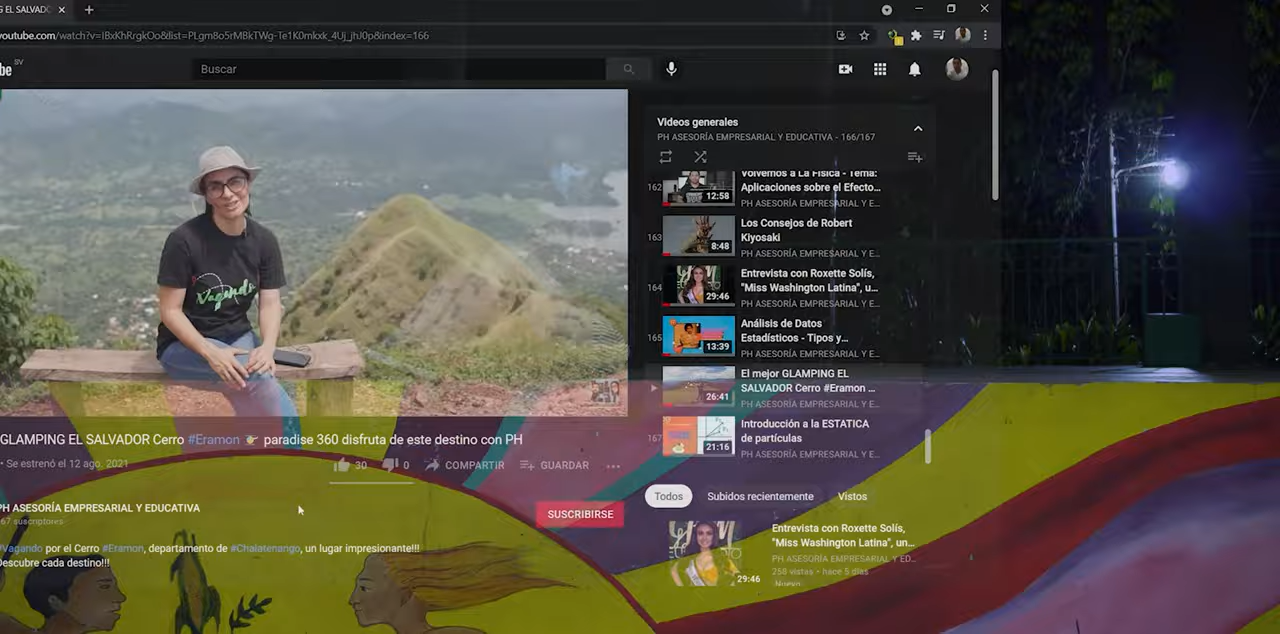 G EL SALVADO
youtube.com/watch?v=IBxKhRrgkOo&list=PLgm8o5rMBkTWg-Te1K0mkxk_4Uj_jhJ0p&index=166
be SV
Buscar
Vagando
GLAMPING EL SALVADOR Cerro #Eramon 👉 paradise 360 disfruta de este destino con PH
• Se estrenó el 12 ago. 2021
30
0
COMPARTIR
GUARDAR
PH ASESORÍA EMPRESARIAL Y EDUCATIVA
67 suscriptores
SUSCRIBIRSE
#Vagando por el Cerro #Eramon, departamento de #Chalatenango, un lugar impresionante!!!
Descubre cada destino!!!
Videos generales
PH ASESORÍA EMPRESARIAL Y EDUCATIVA - 166/167
162
12:58
Volvemos a La Física - Tema:
Aplicaciones sobre el Efecto...
PH ASESORÍA EMPRESARIAL Y E...
163
8:48
Los Consejos de Robert
Kiyosaki
PH ASESORÍA EMPRESARIAL Y E...
164
29:46
Entrevista con Roxette Solís,
"Miss Washington Latina", u...
PH ASESORÍA EMPRESARIAL Y E...
165
13:39
Análisis de Datos
Estadísticos - Tipos y...
PH ASESORÍA EMPRESARIAL Y E...
26:41
El mejor GLAMPING EL
SALVADOR Cerro #Eramon ...
PH ASESORÍA EMPRESARIAL Y E...
167
21:16
Introducción a la ESTATICA
de partículas
PH ASESORÍA EMPRESARIAL Y E...
Todos
Subidos recientemente
Vistos
29:46
Entrevista con Roxette Solís,
"Miss Washington Latina", un...
PH ASESORÍA EMPRESARIAL Y ED...
258 vistas • hace 5 días
Nuevo